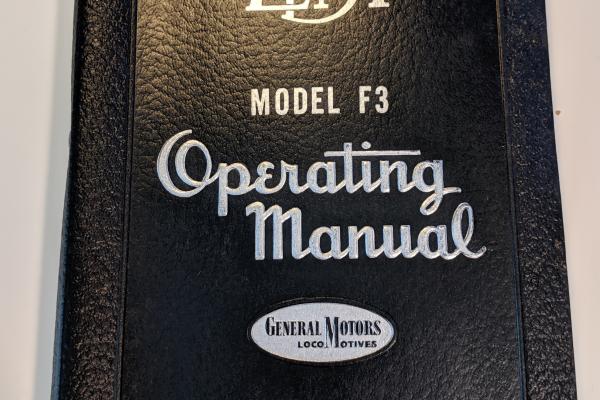 MODEL F3
Operating
Manual
GENERAL MOTORS
LOCOMOTIVES